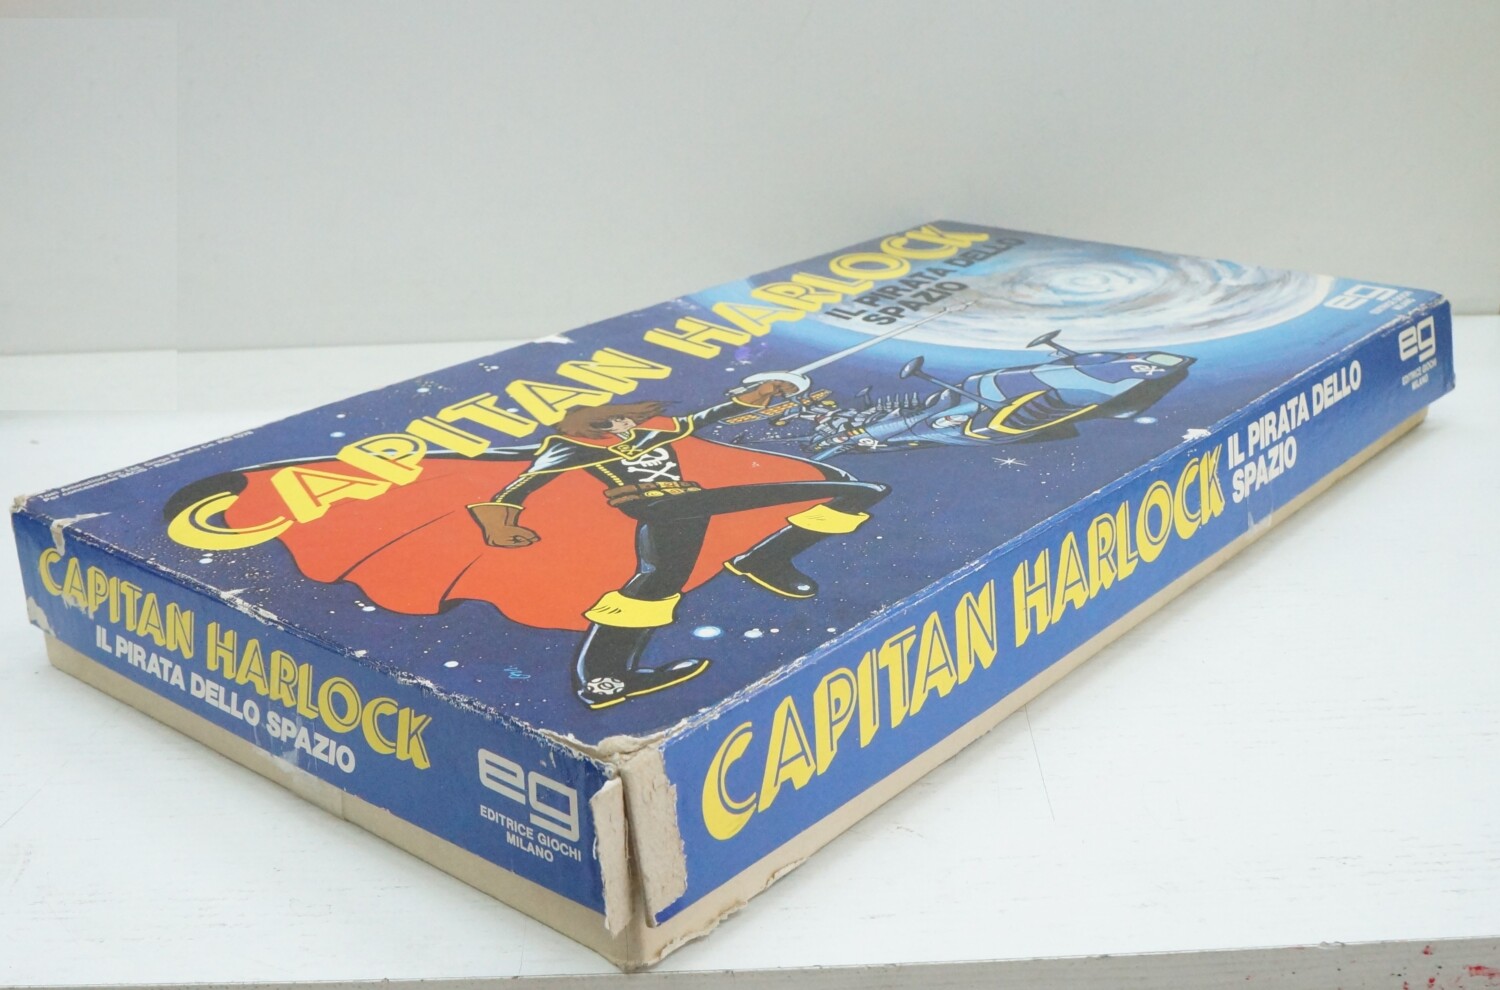 CAPITAN HARLOCK
IL PIRATA DELLO
SPAZIO
eg
CAPITAN HARLOCK
IL PIRATA DELLO SPAZIO
eg
EDITRICE GIOCHI
MILANO
CAPITAN HARLOCK
IL PIRATA DELLO
SPAZIO
eg
EDITRICE GIOCHI
MILANO